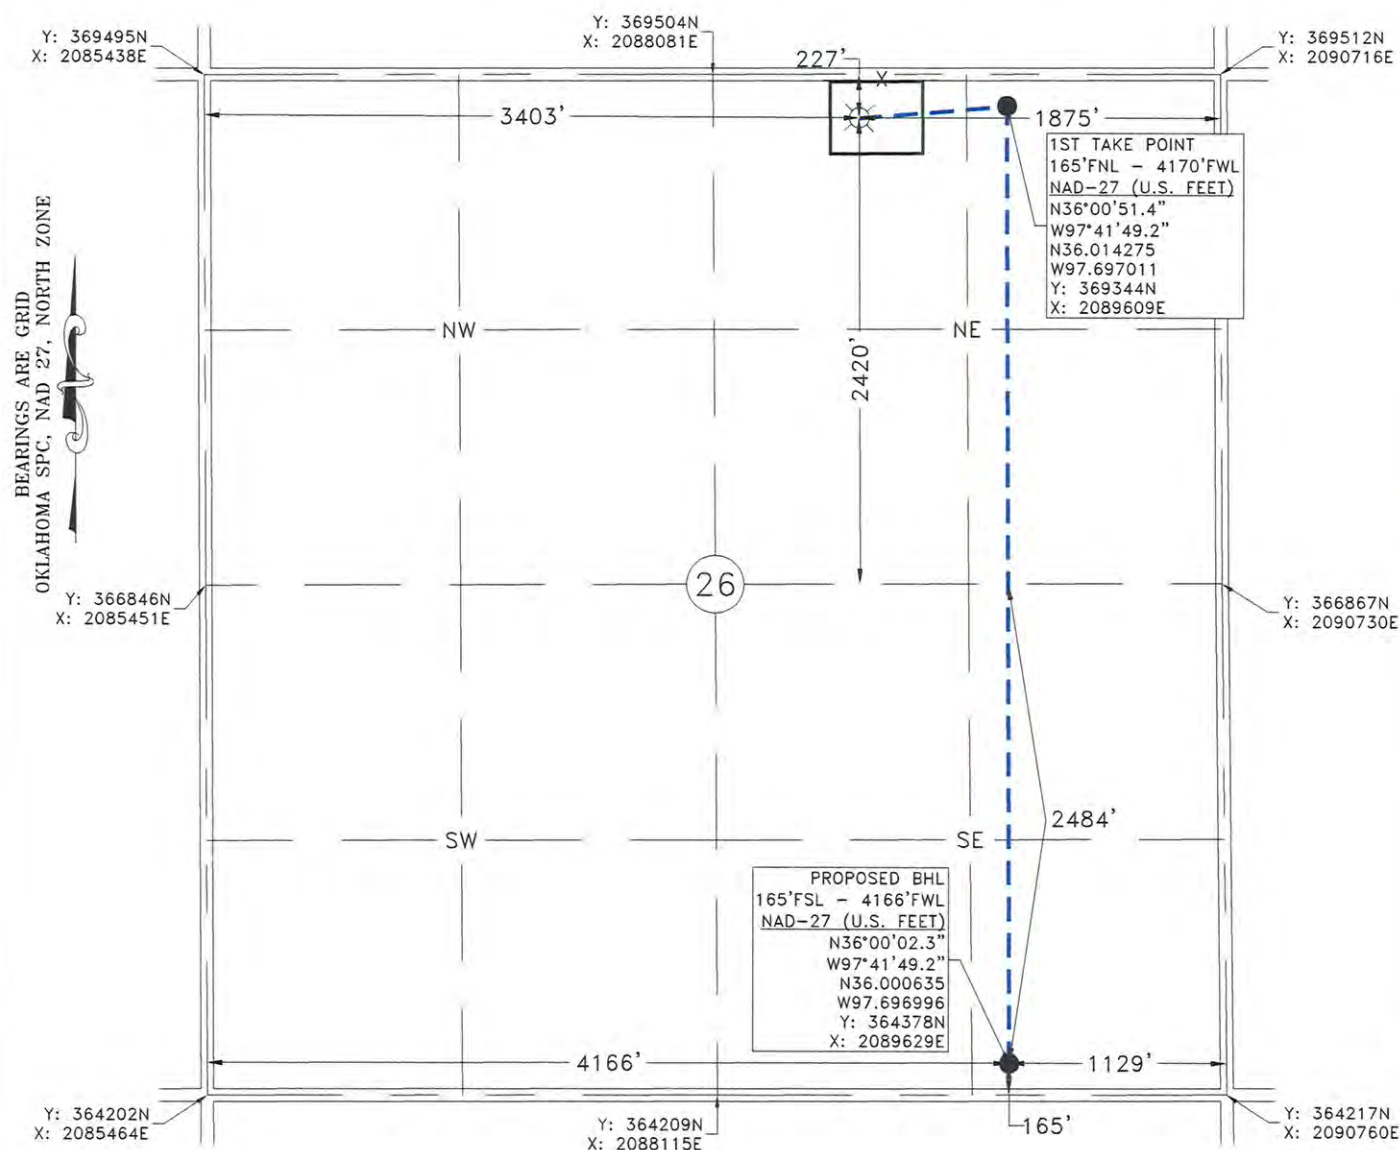 Y: 369495N
X: 2085438E
Y: 369504N
X: 2088081E
Y: 369512N
X: 2090716E
227'
X
3403'
1875'
1ST TAKE POINT
165'FNL - 4170'FWL
NAD-27 (U.S. FEET)
N36°00'51.4"
W97°41'49.2"
N36.014275
W97.697011
Y: 369344N
X: 2089609E
BEARINGS ARE GRID
OKLAHOMA SPC, NAD 27, NORTH ZONE
NW
NE
2420'
26
Y: 366846N
X: 2085451E
Y: 366867N
X: 2090730E
SW
SE
2484'
PROPOSED BHL
165'FSL - 4166'FWL
NAD-27 (U.S. FEET)
N36°00'02.3"
W97°41'49.2"
N36.000635
W97.696996
Y: 364378N
X: 2089629E
4166'
1129'
Y: 364202N
X: 2085464E
Y: 364209N
X: 2088115E
165'
Y: 364217N
X: 2090760E